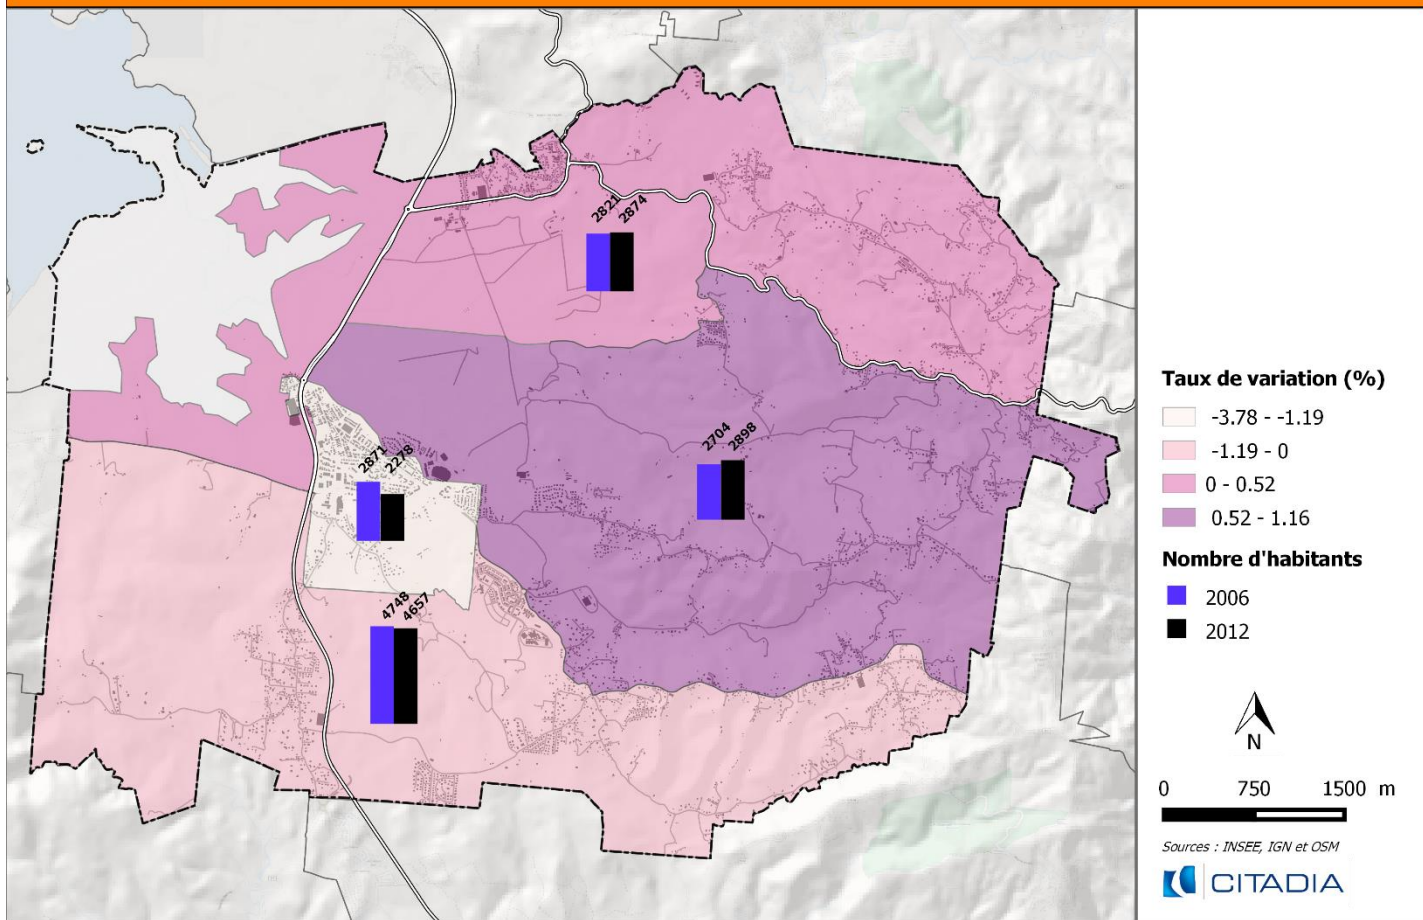 2821
2874
2704
2898
2871
2278
4748
4657
Taux de variation (%)
-3.78 - -1.19
-1.19 - 0
0 - 0.52
0.52 - 1.16
Nombre d'habitants
2006
2012
N
0 750 1500 m
Sources : INSEE, IGN et OSM
CITADIA